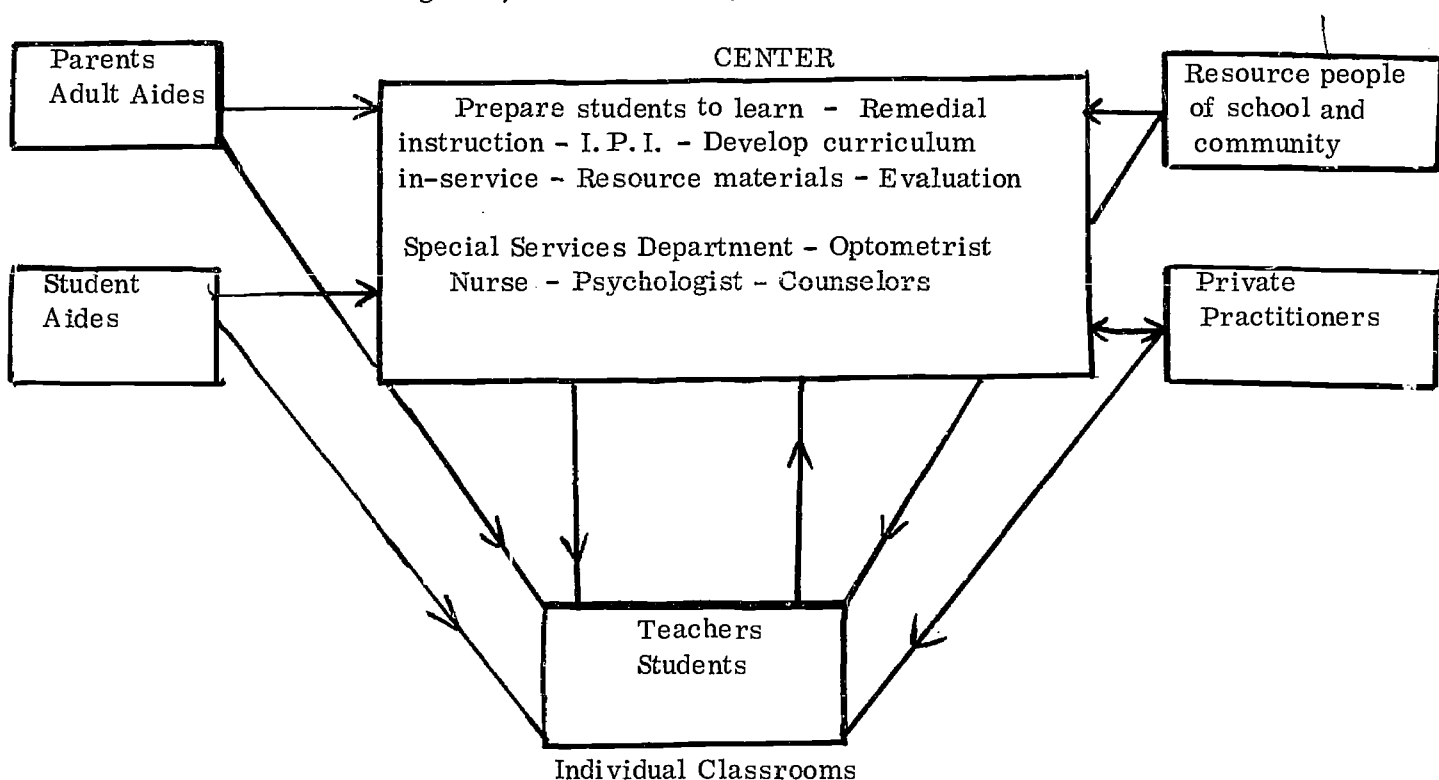 Parents
Adult Aides
CENTER
Prepare students to learn - Remedial
instruction - I. P. I. - Develop curriculum
in-service - Resource materials - Evaluation
Special Services Department - Optometrist
Nurse - Psychologist - Counselors
Resource people
of school and
community
Student
Aides
Private
Practitioners
Teachers
Students
Individual Classrooms